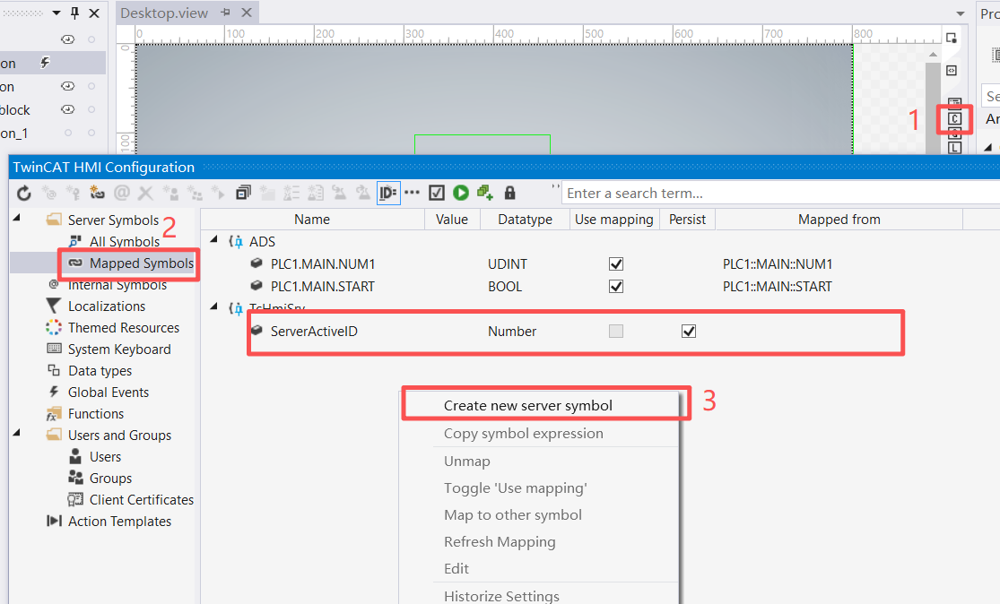 Desktop.view
Pro
0 100 200 300 400 500 600 700 800
0
on
on
block
on_1
100
1
C
L
Se
Ar
TwinCAT HMI Configuration
Enter a search term...
Server Symbols
2
All Symbols
Mapped Symbols
Internal Symbols
Localizations
Themed Resources
System Keyboard
Data types
Global Events
Functions
Users and Groups
Users
Groups
Client Certificates
Action Templates
Name Value Datatype Use mapping Persist Mapped from
ADS
PLC1.MAIN.NUM1 UDINT PLC1::MAIN::NUM1
PLC1.MAIN.START BOOL PLC1::MAIN::START
TcHmiSrv
ServerActiveID Number
Create new server symbol
3
Copy symbol expression
Unmap
Toggle 'Use mapping'
Map to other symbol
Refresh Mapping
Edit
Historize Settings